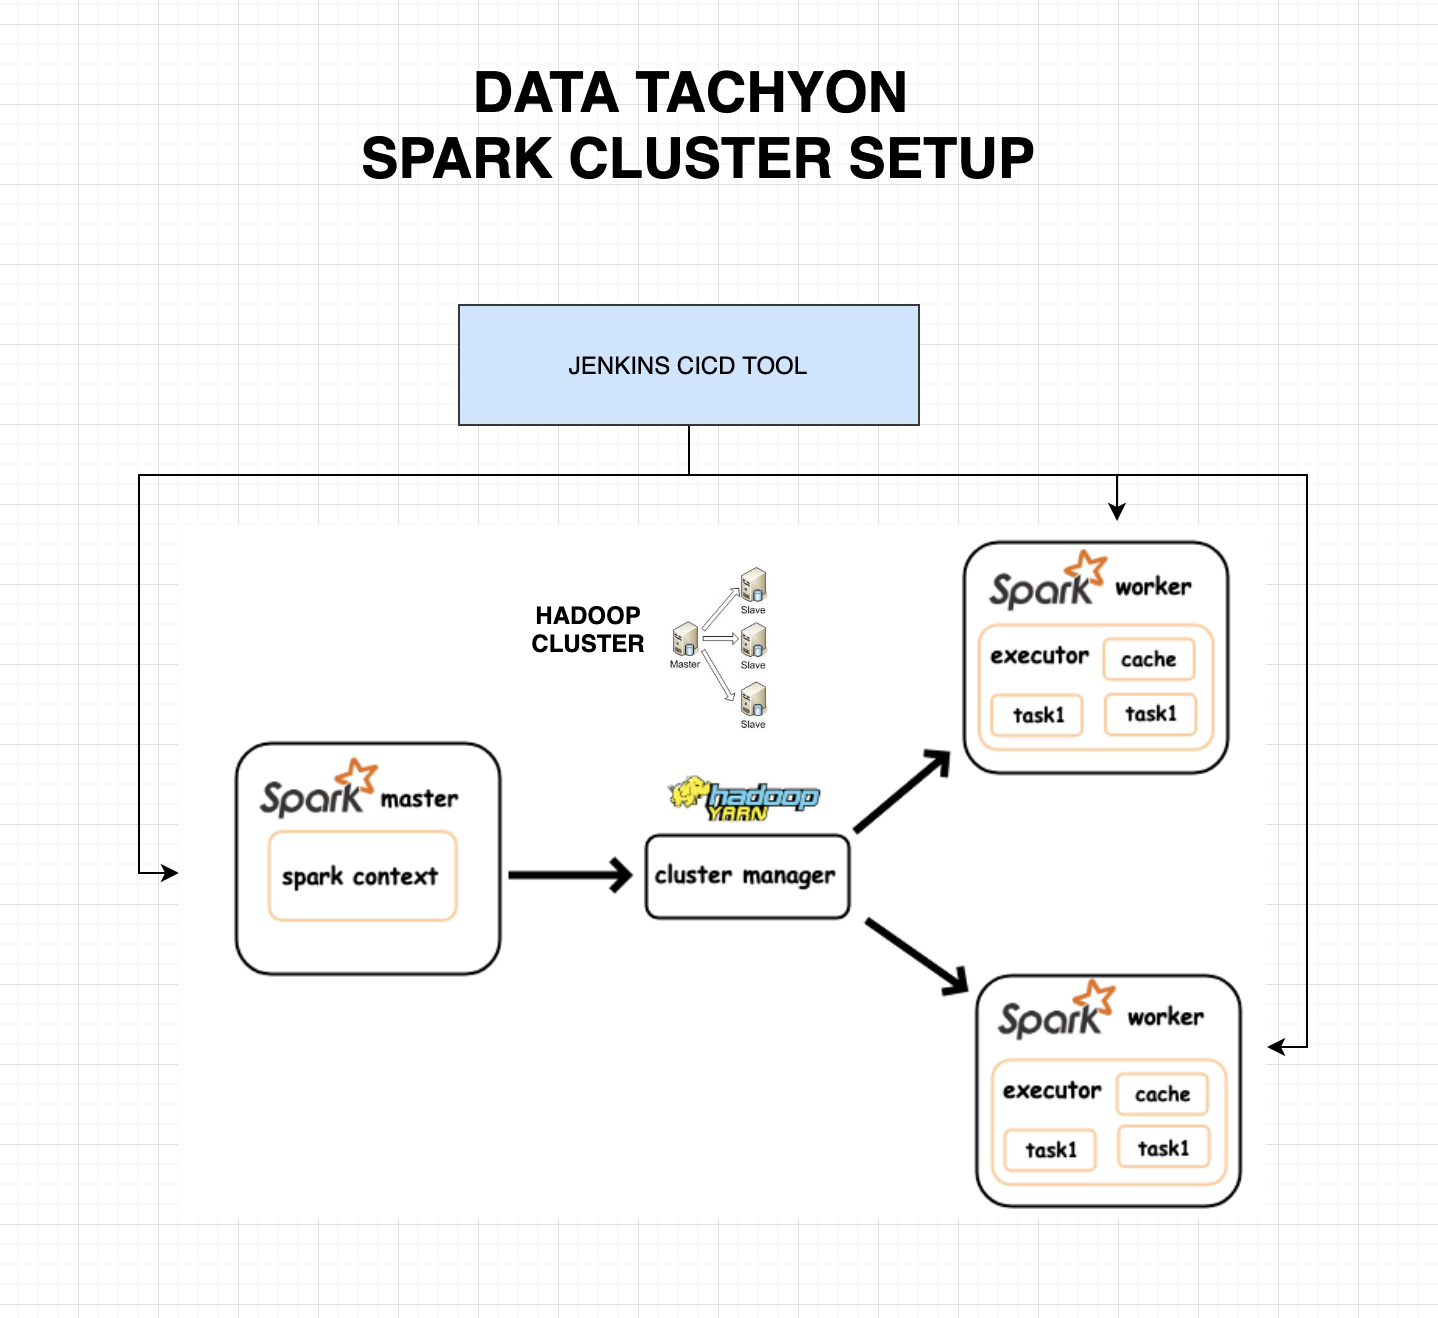 DATA TACHYON
SPARK CLUSTER SETUP
JENKINS CICD TOOL
HADOOP
CLUSTER
Slave
Master
Slave
Slave
Spark worker
executor cache
task1 task1
Spark master
spark context
hadoop
YARN
cluster manager
Spark worker
executor cache
task1 task1